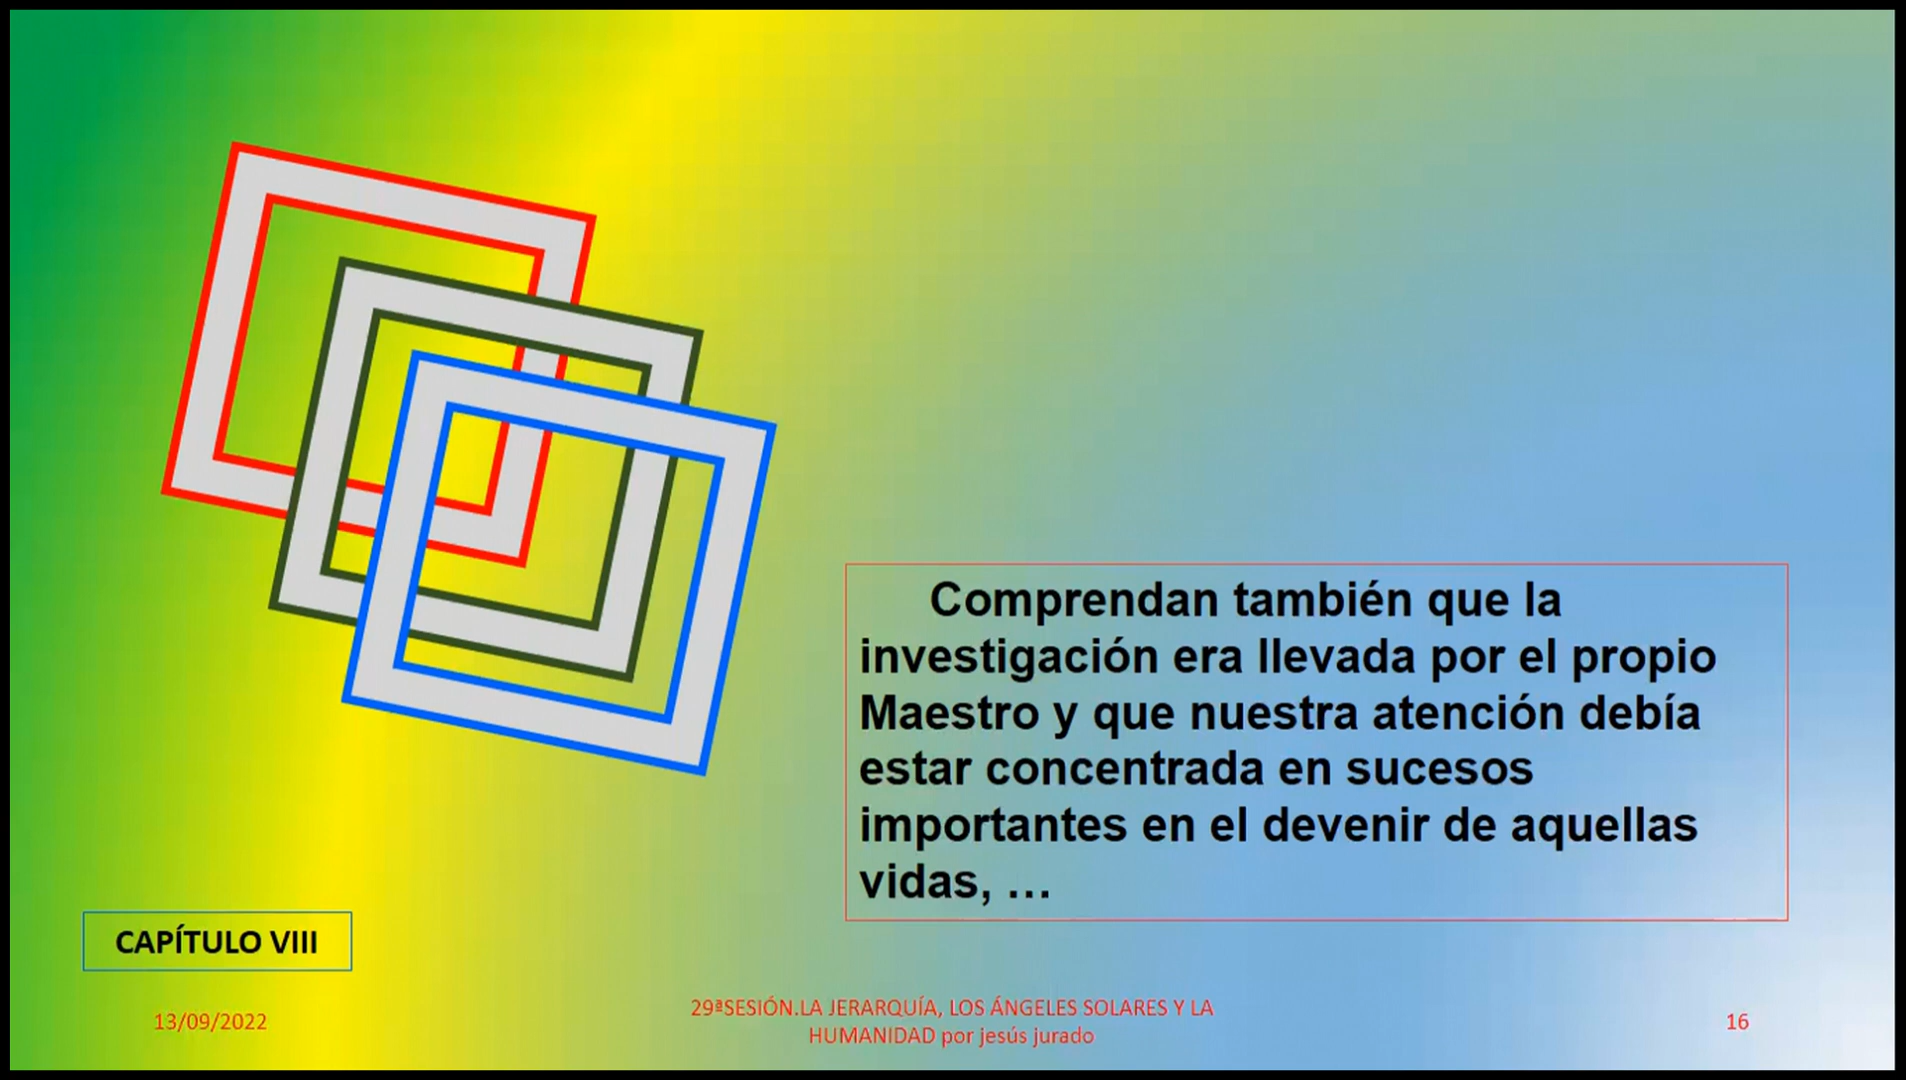 Comprendan también que la
investigación era llevada por el propio
Maestro y que nuestra atención debía
estar concentrada en sucesos
importantes en el devenir de aquellas
vidas, …
CAPÍTULO VIII
13/09/2022
29ªSESIÓN.LA JERARQUÍA, LOS ÁNGELES SOLARES Y LA
HUMANIDAD por jesús jurado
16